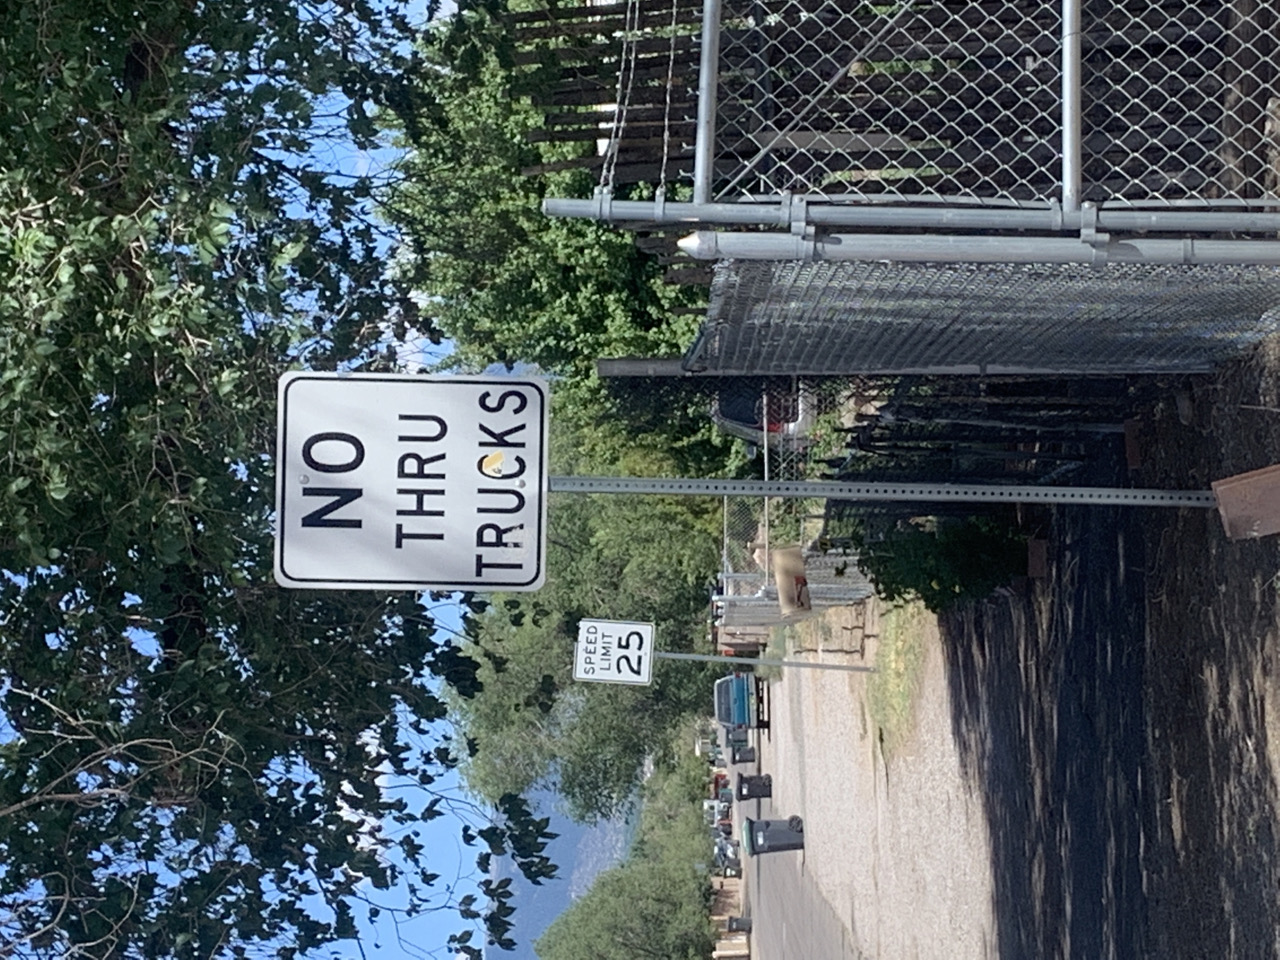 NO
THRU
TRUCKS
SPEED
LIMIT
25